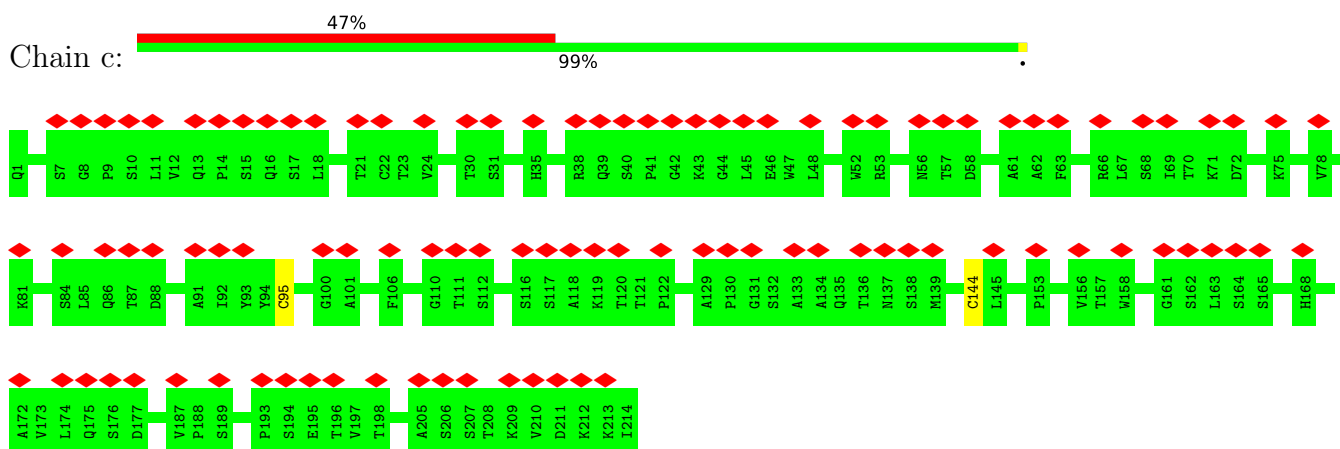 47%
Chain c:
99% .
Q1 S7 G8 P9 S10 L11 V12 Q13 P14 S15 Q16 S17 L18 T21 C22 T23 V24 T30 S31 H35 R38 Q39 S40 P41 G42 K43 G44 L45 E46 W47 L48 W52 R53 N56 T57 D58 A61 A62 F63 R66 L67 S68 I69 T70 K71 D72 K75 V78
K81 S84 L85 Q86 T87 D88 A91 I92 Y93 Y94 C95 G100 A101 F106 G110 T111 S112 S116 S117 A118 K119 T120 T121 P122 A129 P130 G131 S132 A133 A134 Q135 T136 N137 S138 M139 C144 L145 P153 V156 T157 W158 G161 S162 L163 S164 S165 H168
A172 V173 L174 Q175 S176 D177 V187 P188 S189 P193 S194 E195 T196 V197 T198 A205 S206 S207 T208 K209 V210 D211 K212 K213 I214